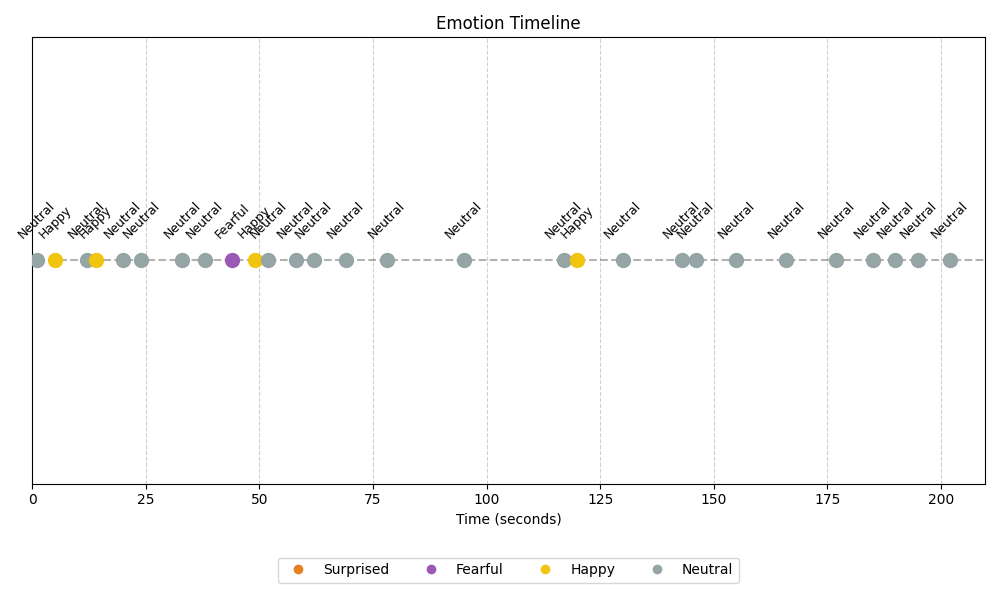 Emotion Timeline
Neutral Happy Neutral Happy Neutral Neutral Neutral Neutral Fearful Happy Neutral Neutral Neutral Neutral Neutral Neutral Neutral Happy Neutral Neutral Neutral Neutral Neutral Neutral Neutral Neutral Neutral Neutral
0 25 50 75 100 125 150 175 200
Time (seconds)
Surprised Fearful Happy Neutral